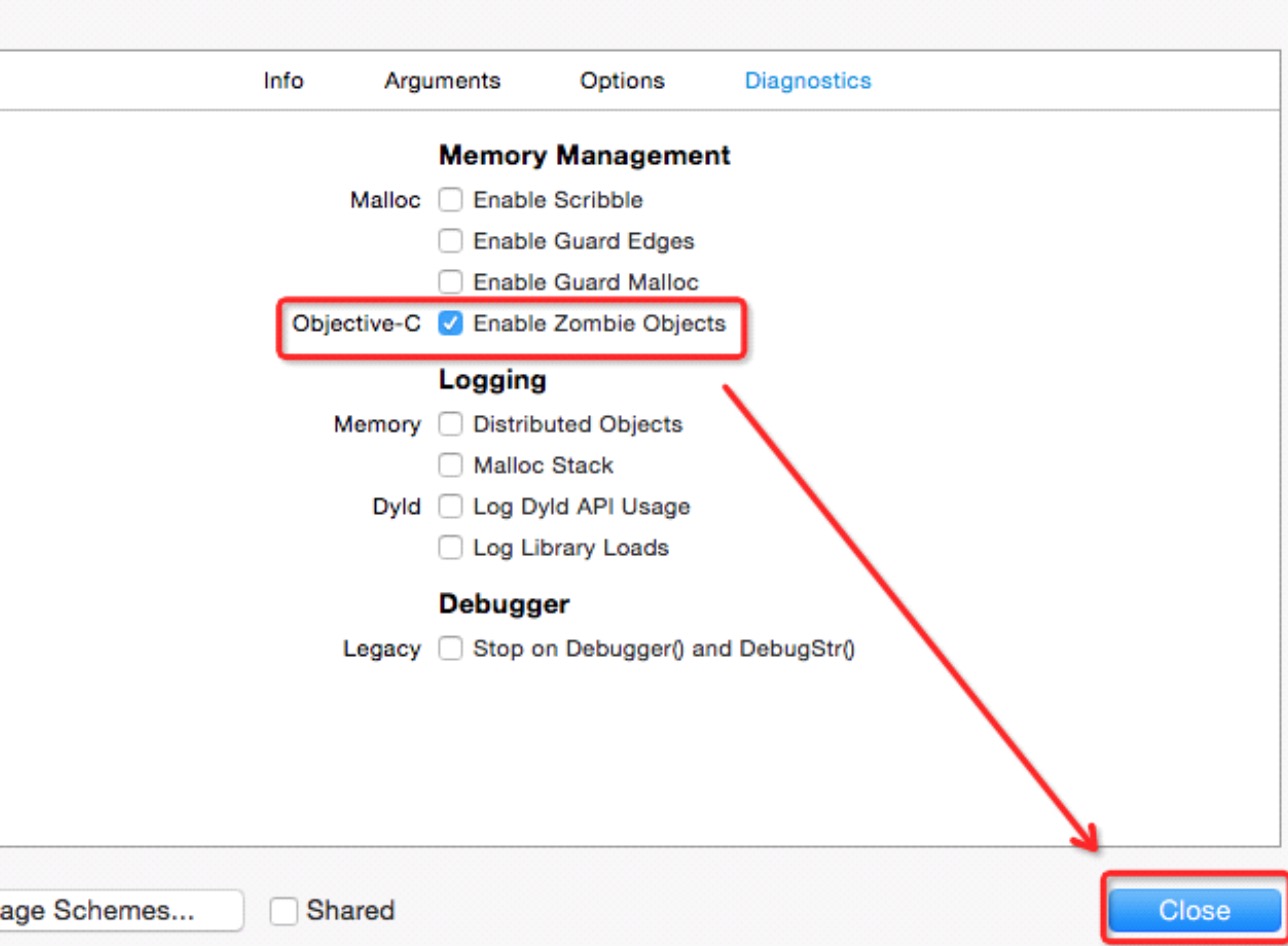 Info Arguments Options Diagnostics
Memory Management
Malloc Enable Scribble
Enable Guard Edges
Enable Guard Malloc
Objective-C Enable Zombie Objects
Logging
Memory Distributed Objects
Malloc Stack
Dyld Log Dyld API Usage
Log Library Loads
Debugger
Legacy Stop on Debugger() and DebugStr()
age Schemes... Shared Close